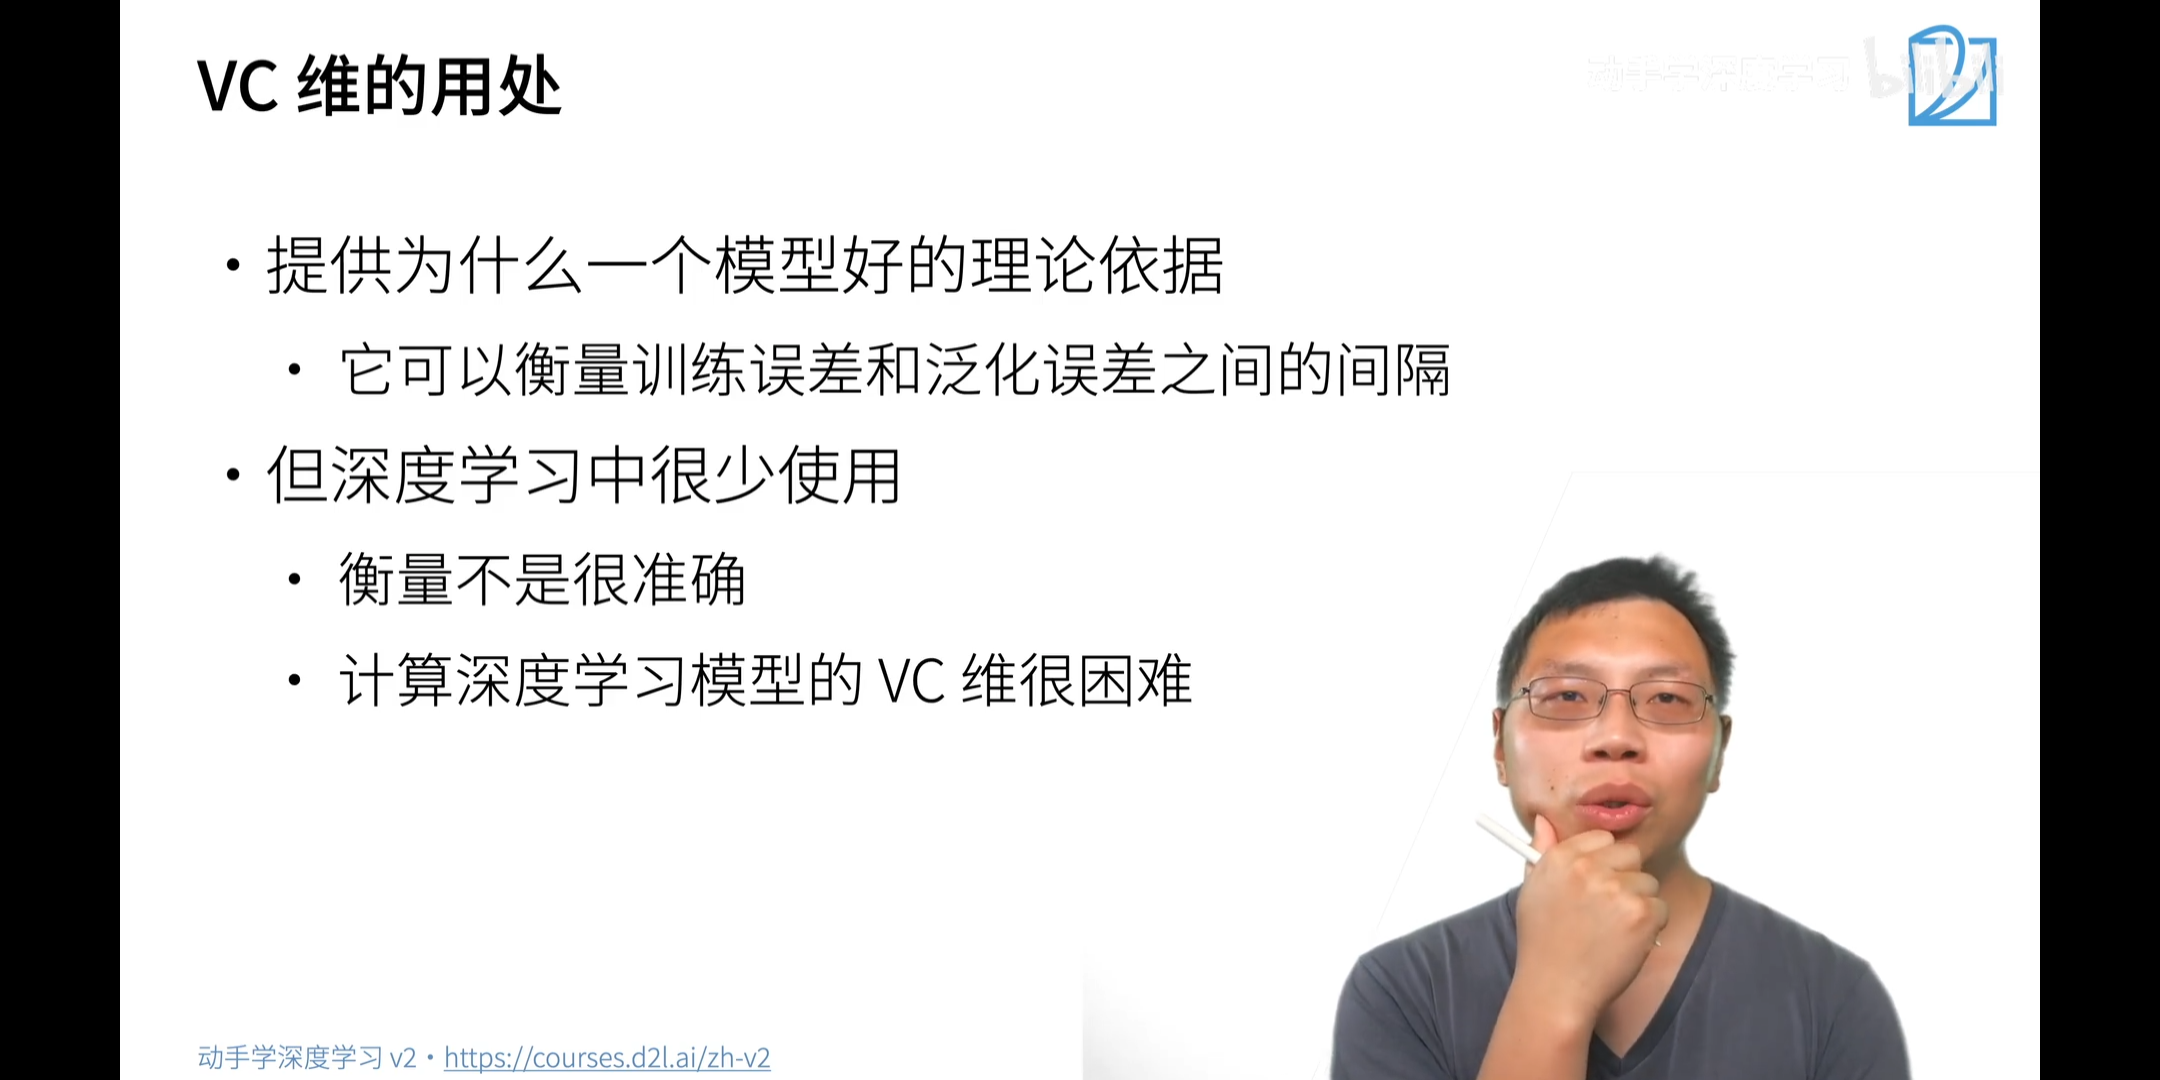 VC 维的用处
动手学深度学习 bilibili
• 提供为什么一个模型好的理论依据
• 它可以衡量训练误差和泛化误差之间的间隔
• 但深度学习中很少使用
• 衡量不是很准确
• 计算深度学习模型的 VC 维很困难
动手学深度学习 v2 • https://courses.d2l.ai/zh-v2